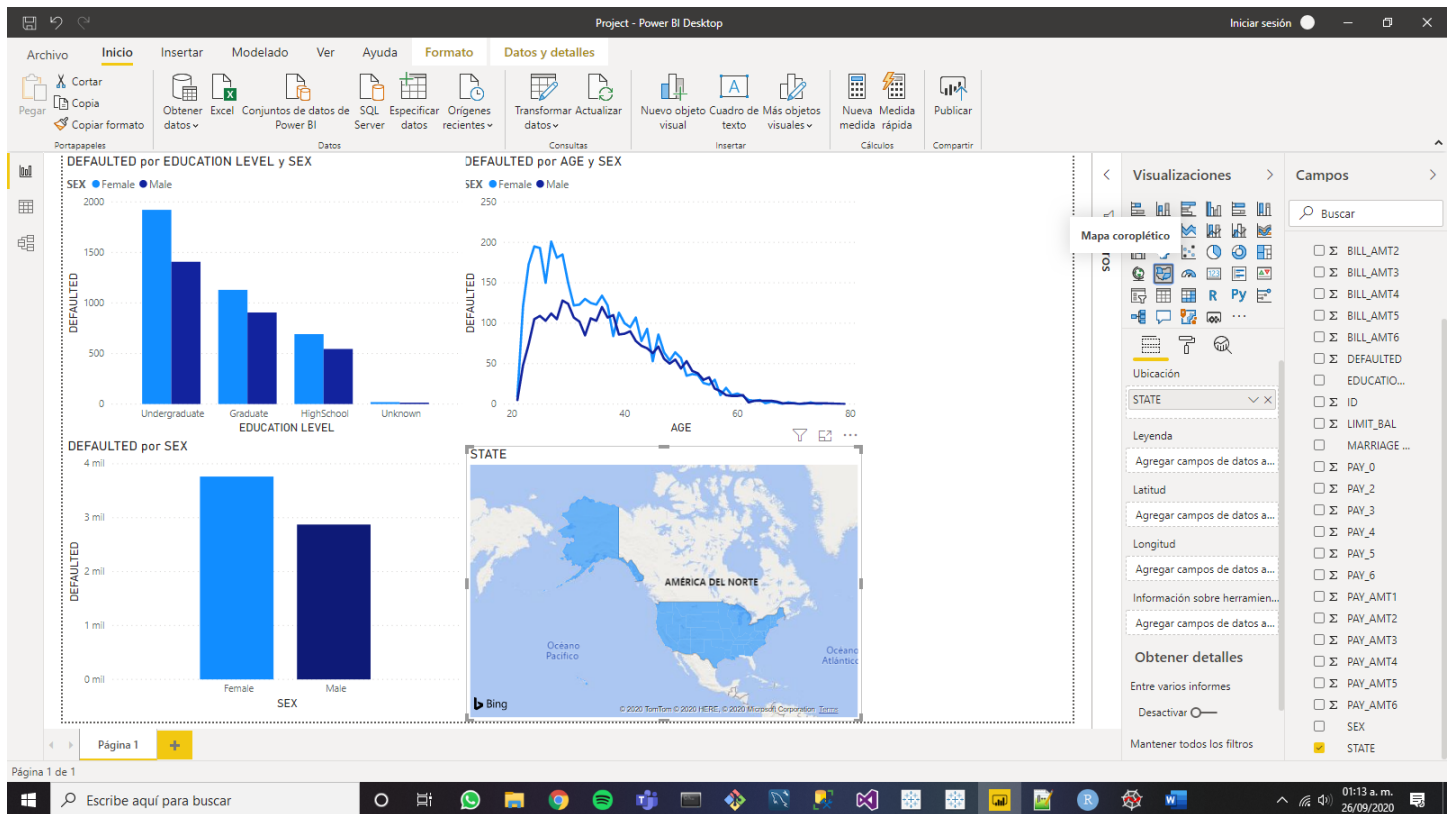 Project - Power BI Desktop
Iniciar sesión
Archivo Inicio Insertar Modelado Ver Ayuda Formato Datos y detalles
Pegar
Cortar
Copia
Copiar formato
Portapapeles
Obtener datos
Excel
Conjuntos de datos de Power BI
SQL Server
Especificar datos
Orígenes recientes
Datos
Transformar datos
Actualizar
Consultas
Nuevo objeto visual
Cuadro de texto
Más objetos visuales
Insertar
Nueva medida
Medida rápida
Cálculos
Publicar
Compartir
DEFAULTED por EDUCATION LEVEL y SEX
SEX Female Male
2000
1500
1000
500
0
DEFAULTED
Undergraduate Graduate HighSchool Unknown
EDUCATION LEVEL
DEFAULTED por AGE y SEX
SEX Female Male
250
200
150
100
50
0
DEFAULTED
20 40 60 80
AGE
DEFAULTED por SEX
4 mil
3 mil
2 mil
1 mil
0 mil
DEFAULTED
Female Male
SEX
STATE
AMÉRICA DEL NORTE
Océano
Pacífico
Océano
Atlántico
Bing
© 2020 TomTom © 2020 HERE, © 2020 Microsoft Corporation Terms
Visualizaciones
Mapa coroplético
R Py
123
Ubicación
STATE
Leyenda
Agregar campos de datos a...
Latitud
Agregar campos de datos a...
Longitud
Agregar campos de datos a...
Información sobre herramien...
Agregar campos de datos a...
Obtener detalles
Entre varios informes
Desactivar
Mantener todos los filtros
Campos
Buscar
Σ BILL_AMT2
Σ BILL_AMT3
Σ BILL_AMT4
Σ BILL_AMT5
Σ BILL_AMT6
Σ DEFAULTED
EDUCATIO...
Σ ID
Σ LIMIT_BAL
MARRIAGE ...
Σ PAY_0
Σ PAY_2
Σ PAY_3
Σ PAY_4
Σ PAY_5
Σ PAY_6
Σ PAY_AMT1
Σ PAY_AMT2
Σ PAY_AMT3
Σ PAY_AMT4
Σ PAY_AMT5
Σ PAY_AMT6
SEX
STATE
Página 1
Página 1 de 1
Escribe aquí para buscar
01:13 a. m.
26/09/2020